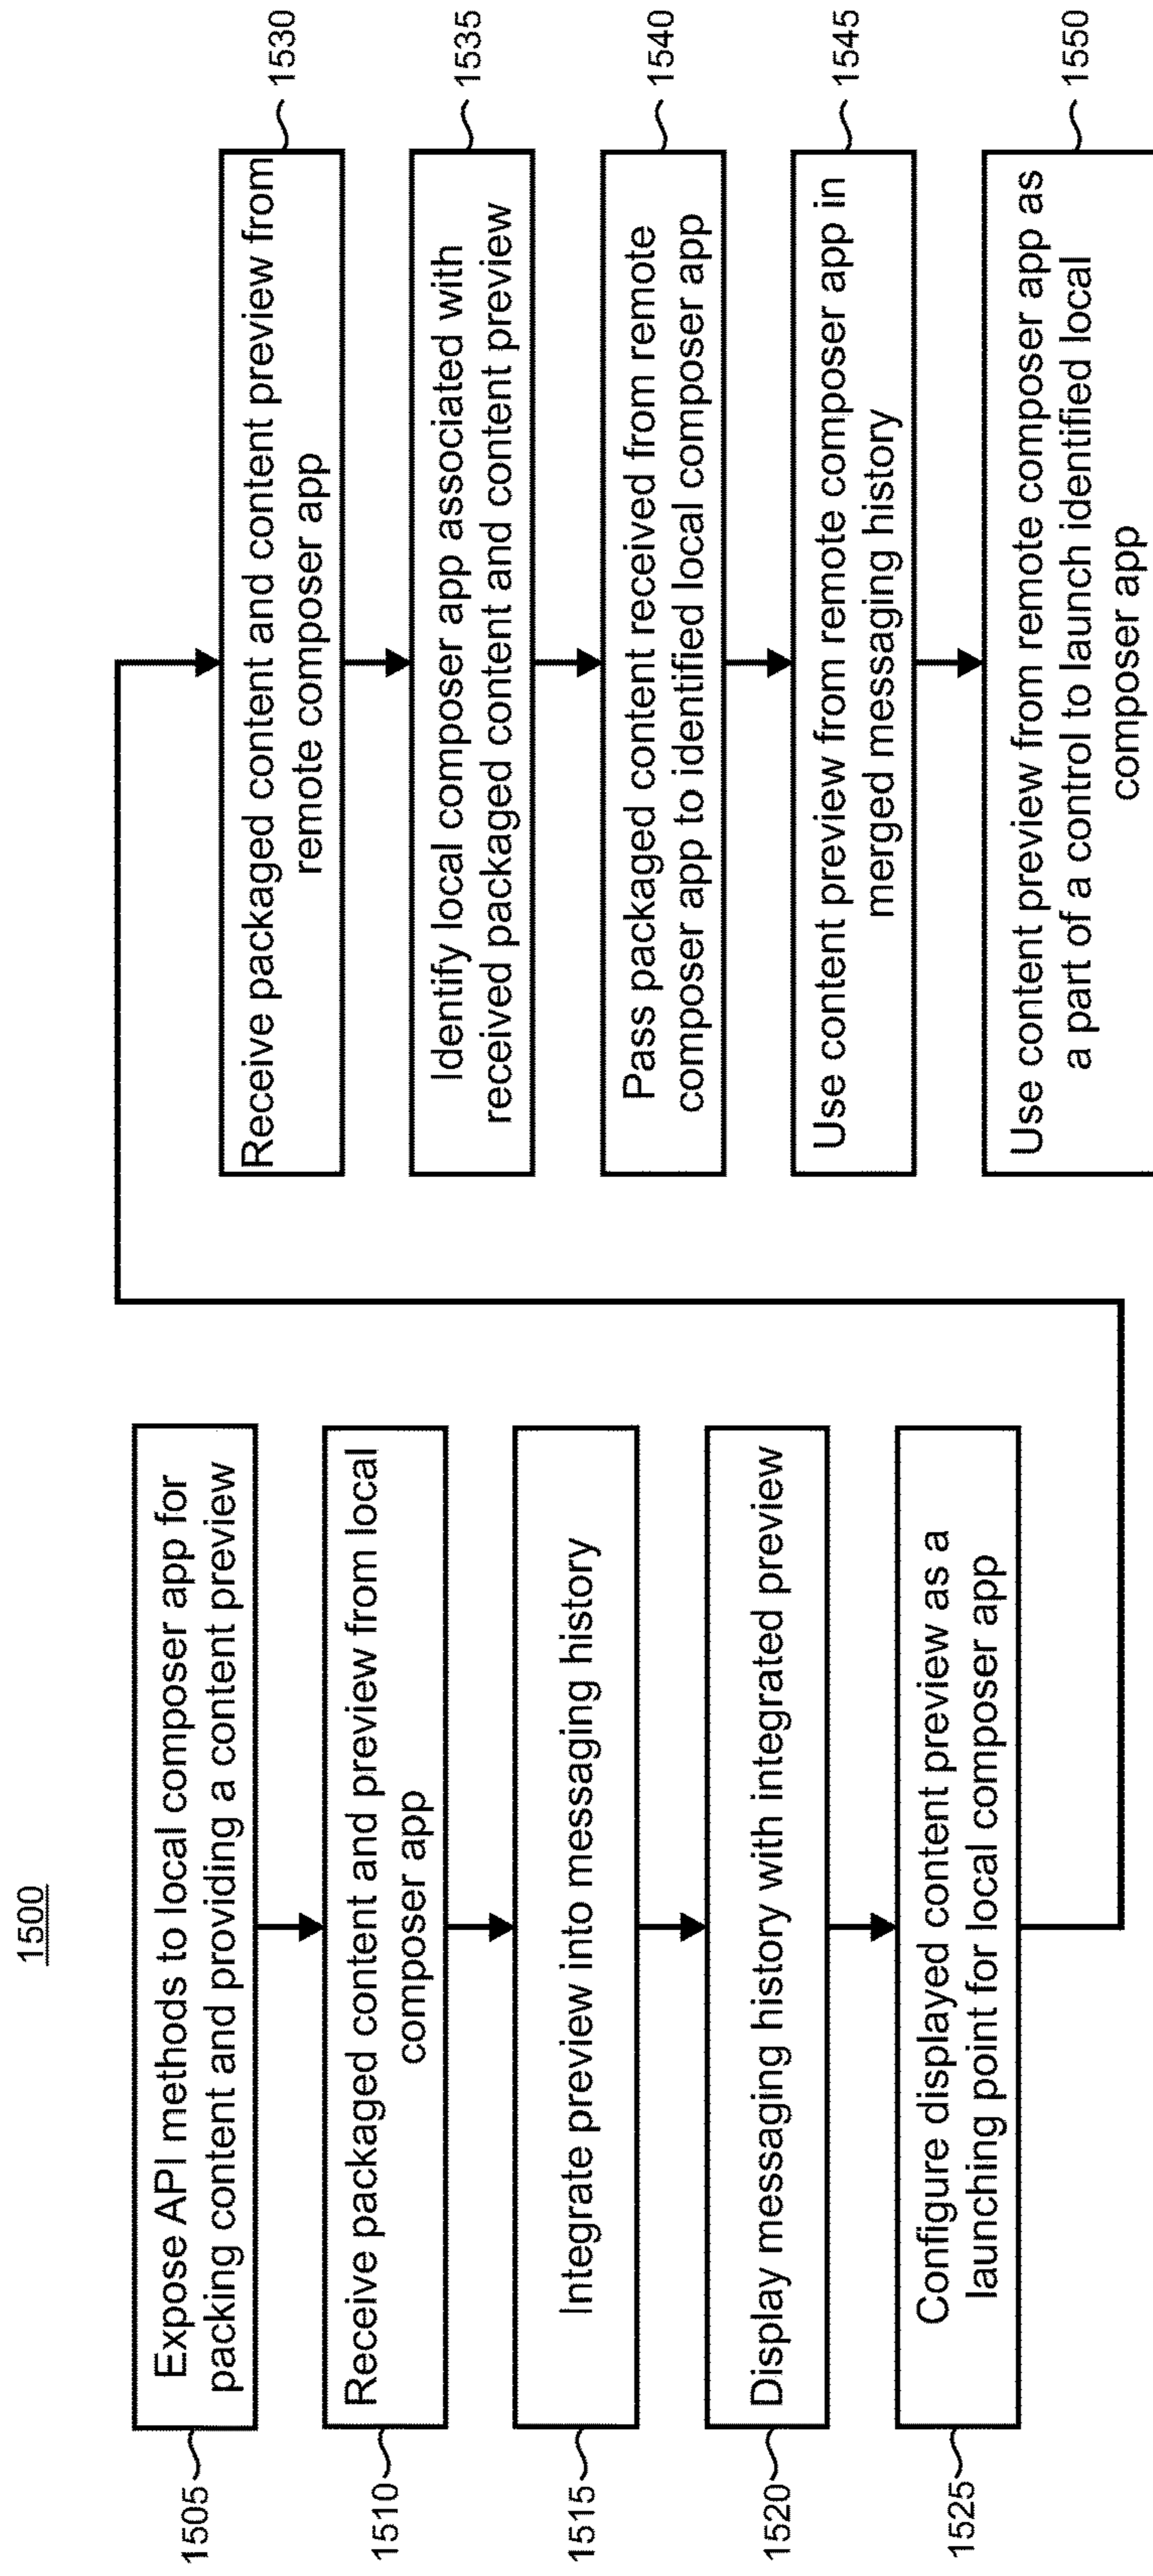 1500
1505
Expose API methods to local composer app for
packing content and providing a content preview
1510
Receive packaged content and preview from local
composer app
1515
Integrate preview into messaging history
1520
Display messaging history with integrated preview
1525
Configure displayed content preview as a
launching point for local composer app
Receive packaged content and content preview from
remote composer app
1530
Identify local composer app associated with
received packaged content and content preview
1535
Pass packaged content received from remote
composer app to identified local composer app
1540
Use content preview from remote composer app in
merged messaging history
1545
Use content preview from remote composer app as
a part of a control to launch identified local
composer app
1550